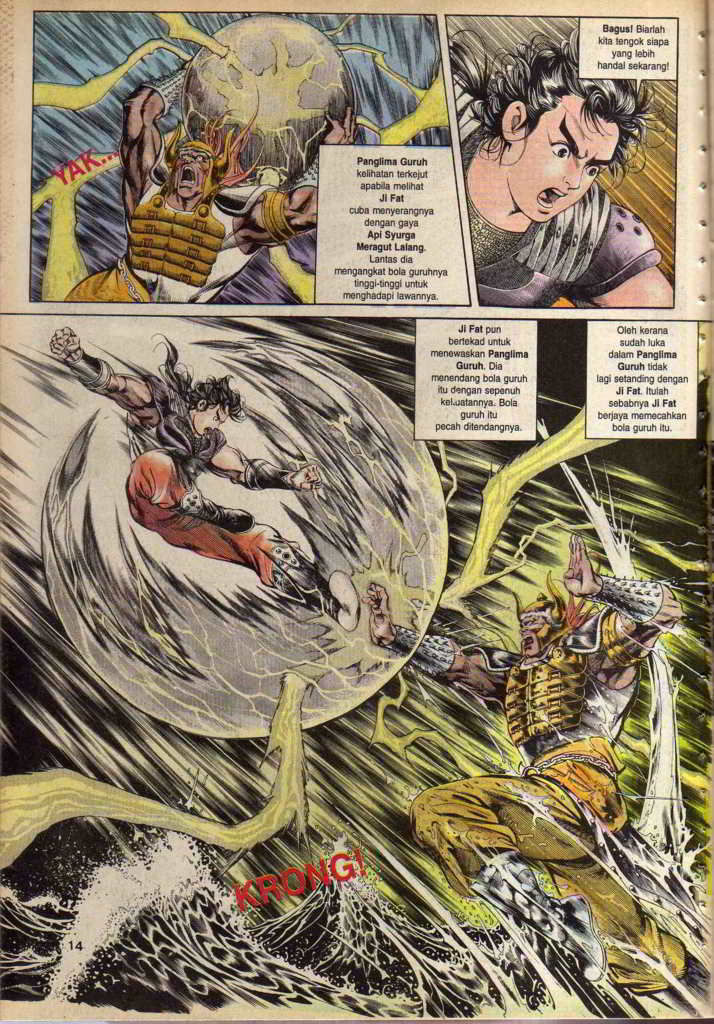 YAK...
Panglima Guruh
kelihatan terkejut
apabila melihat
Ji Fat
cuba menyerangnya
dengan gaya
Api Syurga
Meragut Lalang.
Lantas dia
mengangkat bola guruhnya
tinggi-tinggi untuk
menghadapi lawannya.
Bagus! Biarlah
kita tengok siapa
yang lebih
handal sekarang!
Ji Fat pun
bertekad untuk
menewaskan Panglima
Guruh. Dia
menendang bola guruh
itu dengan sepenuh
kekuatannya. Bola
guruh itu
pecah ditendangnya.
Oleh kerana
sudah luka
dalam Panglima
Guruh tidak
lagi setanding dengan
Ji Fat. Itulah
sebabnya Ji Fat
berjaya memecahkan
bola guruh itu.
KRONG!
14